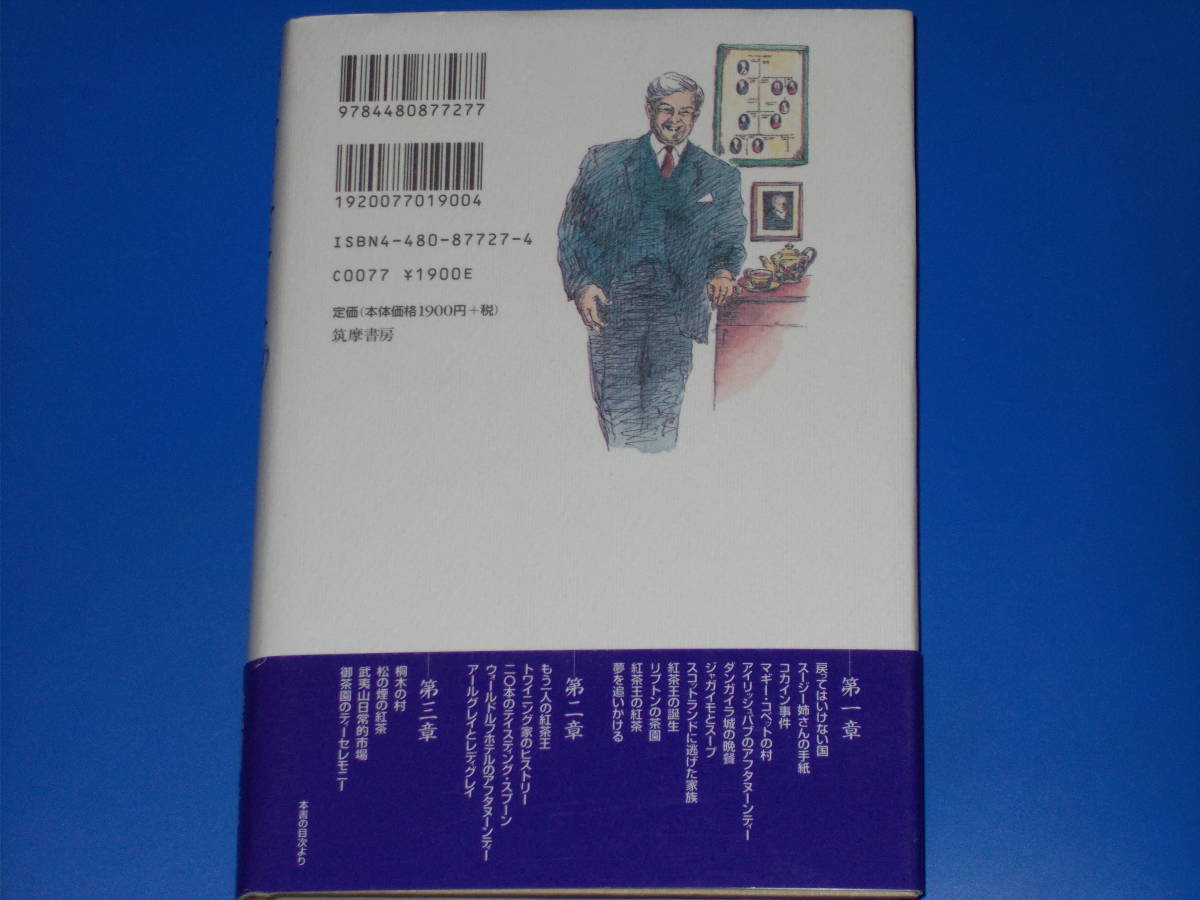 9784480877277
1920077019004
ISBN4-480-87727-4
C0077 ¥1900E
定価(本体価格1900円+税)
筑摩書房
第一章
戻ってはいけない国
スージー姉さんの手紙
コカイン事件
マギー・コベットの村
アイリッシュパブのアフタヌーンティー
ダンガイラ城の晩餐
ジャガイモとスープ
スコットランドに逃げた家族
紅茶王の誕生
リプトンの茶園
紅茶王の紅茶
夢を追いかける
第二章
もう一人の紅茶王
トワイニング家のヒストリー
二〇本のテイスティング・スプーン
ウォールドルフホテルのアフタヌーンティー
アールグレイとレディグレイ
第三章
桐木の村
松の煙の紅茶
武夷山日常的市場
御茶園のティーセレモニー
本書の目次より